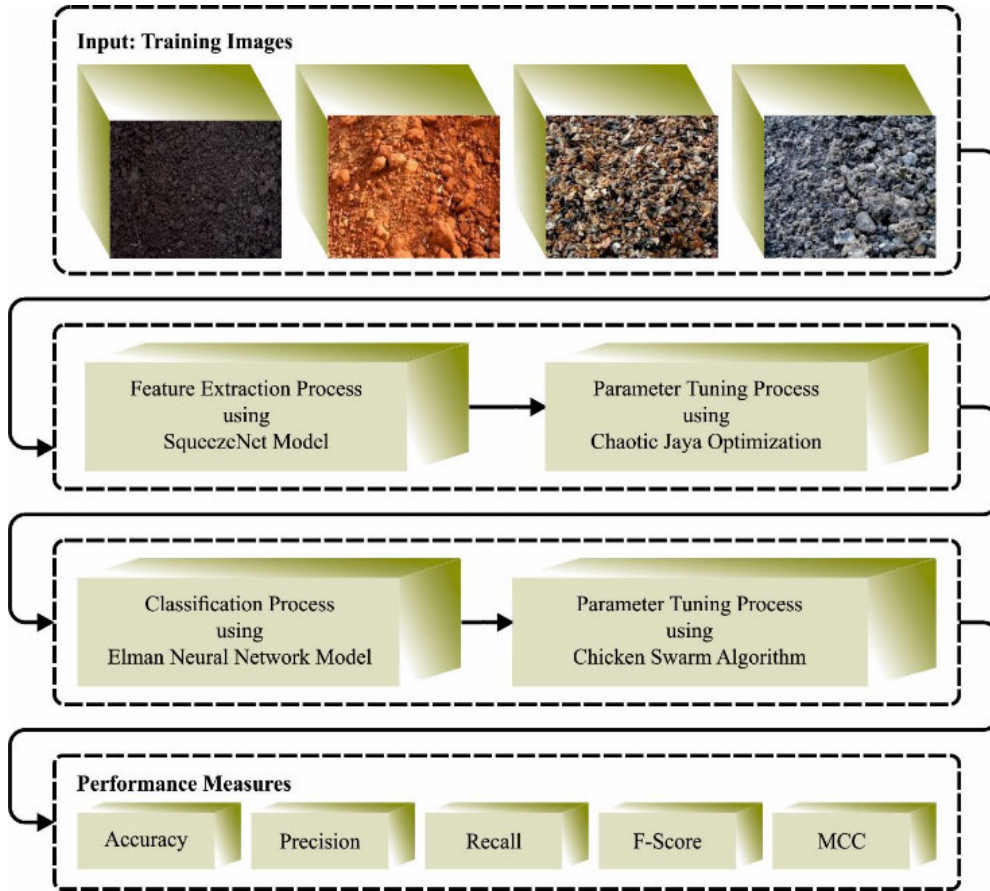 Input: Training Images
Feature Extraction Process
using
SqueezeNet Model
Parameter Tuning Process
using
Chaotic Jaya Optimization
Classification Process
using
Elman Neural Network Model
Parameter Tuning Process
using
Chicken Swarm Algorithm
Performance Measures
Accuracy
Precision
Recall
F-Score
MCC